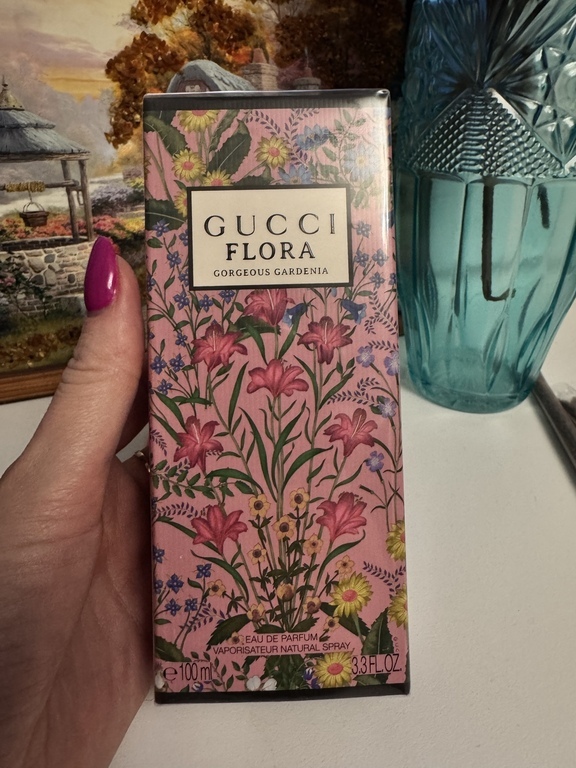 GUCCI
FLORA
GORGEOUS GARDENIA
EAU DE PARFUM
VAPORISATEUR NATURAL SPRAY
℮ 100 ml 3.3 FL.OZ.